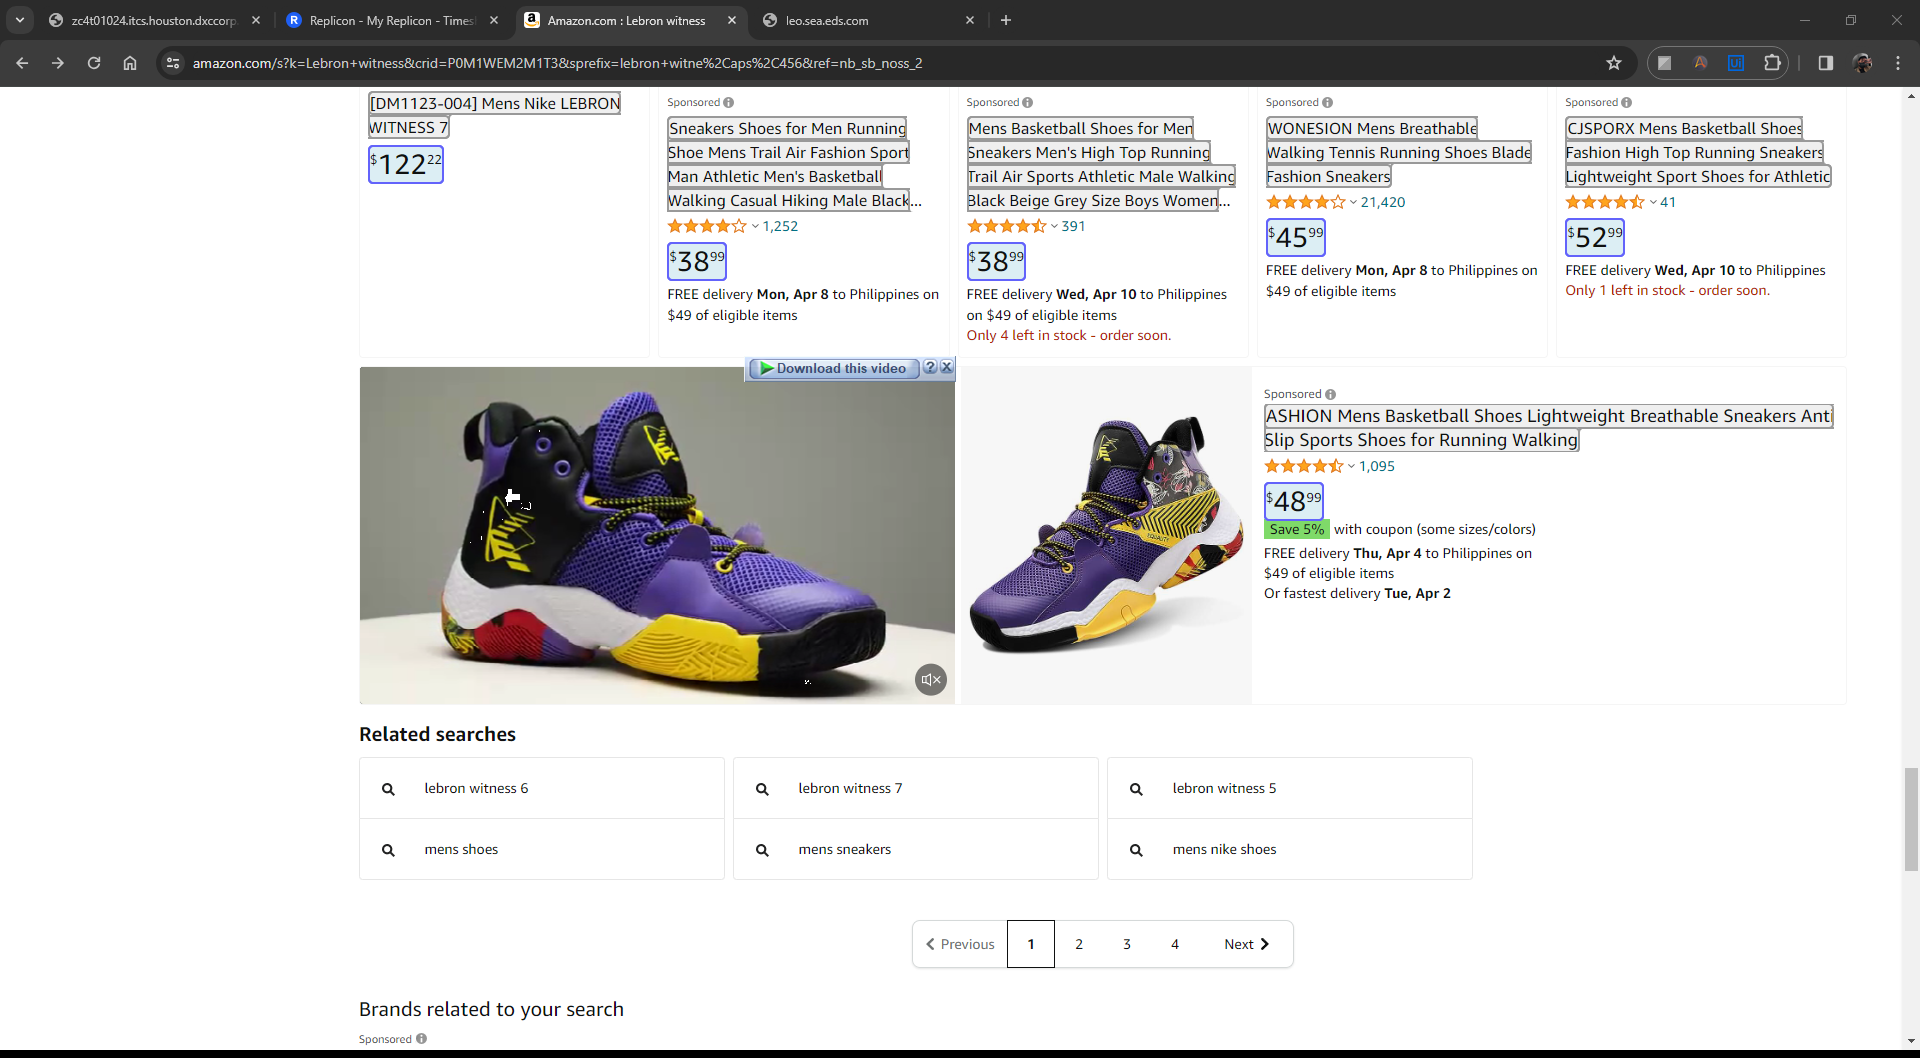 zc4t01024.itcs.houston.dxccorp
Replicon - My Replicon - Times
Amazon.com : Lebron witness
leo.sea.eds.com
amazon.com/s?k=Lebron+witness&crid=P0M1WEM2M1T3&sprefix=lebron+witne%2Caps%2C456&ref=nb_sb_noss_2
[DM1123-004] Mens Nike LEBRON
WITNESS 7
$122 22
Sponsored
Sneakers Shoes for Men Running
Shoe Mens Trail Air Fashion Sport
Man Athletic Men's Basketball
Walking Casual Hiking Male Black...
1,252
$38 99
FREE delivery Mon, Apr 8 to Philippines on
$49 of eligible items
Sponsored
Mens Basketball Shoes for Men
Sneakers Men's High Top Running
Trail Air Sports Athletic Male Walking
Black Beige Grey Size Boys Women...
391
$38 99
FREE delivery Wed, Apr 10 to Philippines
on $49 of eligible items
Only 4 left in stock - order soon.
Sponsored
WONESION Mens Breathable
Walking Tennis Running Shoes Blade
Fashion Sneakers
21,420
$45 99
FREE delivery Mon, Apr 8 to Philippines on
$49 of eligible items
Sponsored
CJSPORX Mens Basketball Shoes
Fashion High Top Running Sneakers
Lightweight Sport Shoes for Athletic
41
$52 99
FREE delivery Wed, Apr 10 to Philippines
Only 1 left in stock - order soon.
Download this video
EQUALITY
Sponsored
ASHION Mens Basketball Shoes Lightweight Breathable Sneakers Anti
Slip Sports Shoes for Running Walking
1,095
$48 99
Save 5% with coupon (some sizes/colors)
FREE delivery Thu, Apr 4 to Philippines on
$49 of eligible items
Or fastest delivery Tue, Apr 2
Related searches
lebron witness 6
lebron witness 7
lebron witness 5
mens shoes
mens sneakers
mens nike shoes
Previous 1 2 3 4 Next
Brands related to your search
Sponsored